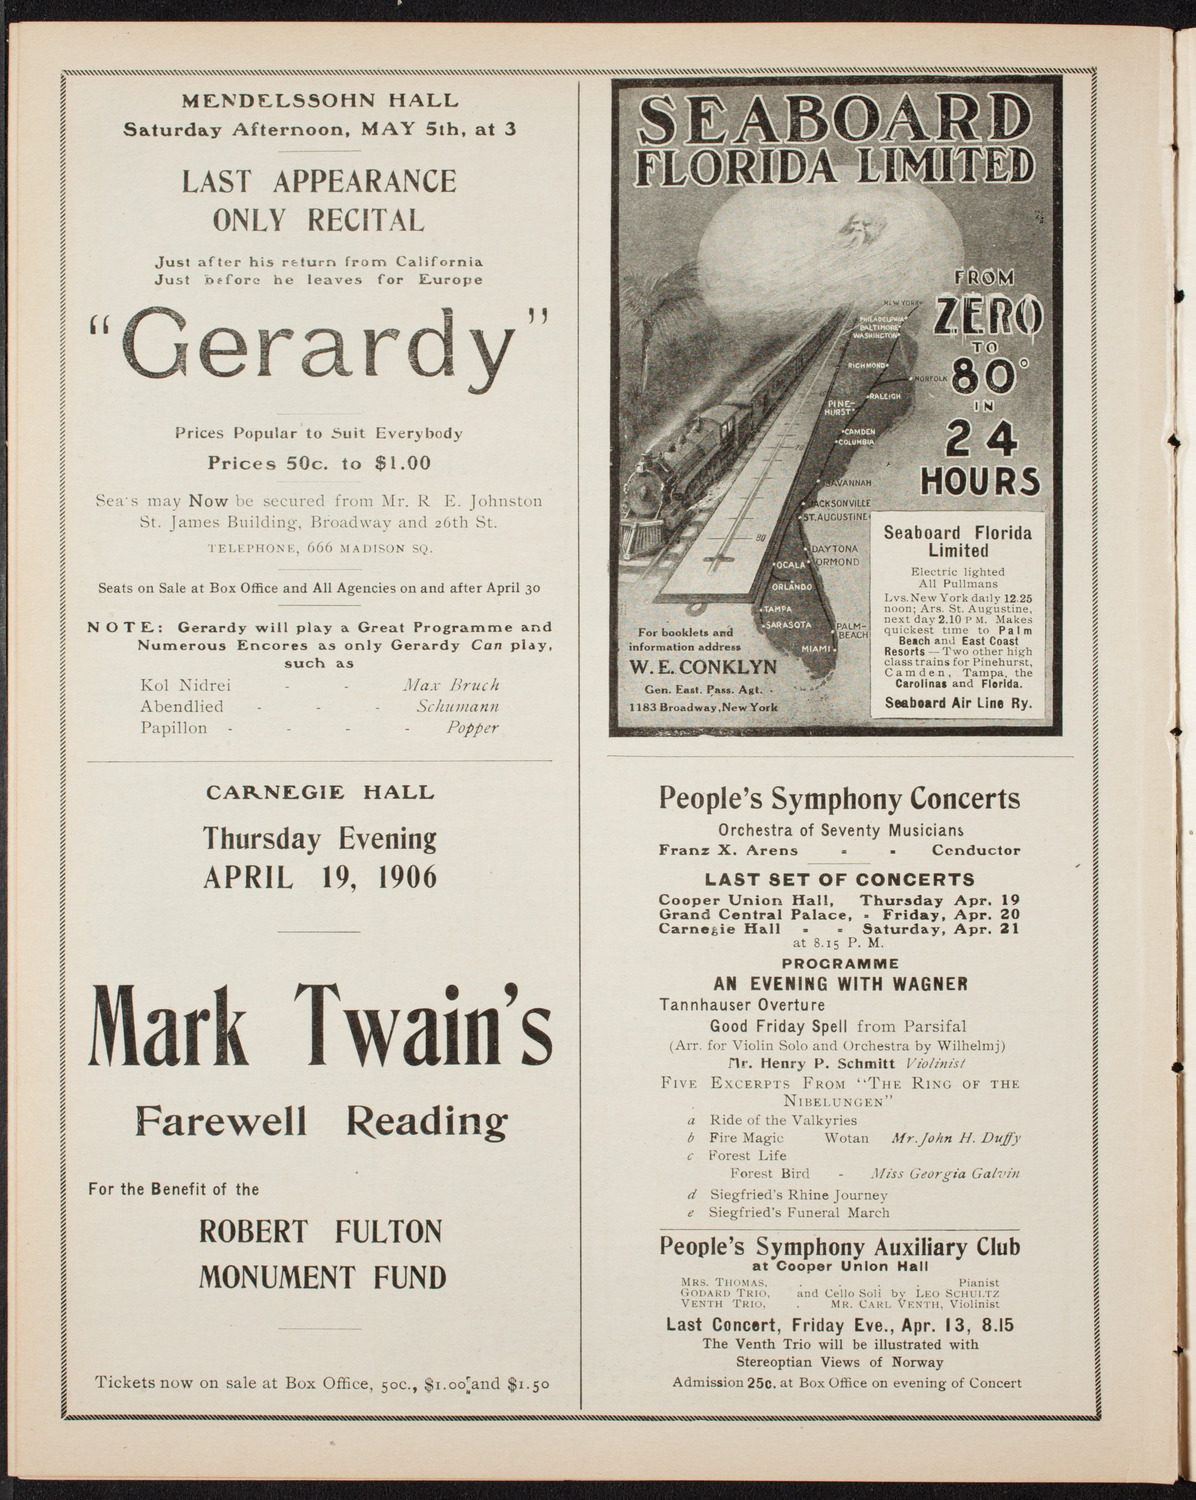 MENDELSSOHN HALL
Saturday Afternoon, MAY 5th, at 3
LAST APPEARANCE
ONLY RECITAL
Just after his return from California
Just before he leaves for Europe
"Gerardy"
Prices Popular to Suit Everybody
Prices 50c. to $1.00
Sea's may Now be secured from Mr. R E. Johnston
St. James Building, Broadway and 26th St.
TELEPHONE, 666 MADISON SQ.
Seats on Sale at Box Office and All Agencies on and after April 30
NOTE: Gerardy will play a Great Programme and
Numerous Encores as only Gerardy Can play,
such as
Kol Nidrei - - Max Bruch
Abendlied - - - Schumann
Papillon - - - - Popper
CARNEGIE HALL
Thursday Evening
APRIL 19, 1906
Mark Twain's
Farewell Reading
For the Benefit of the
ROBERT FULTON
MONUMENT FUND
Tickets now on sale at Box Office, 50c., $1.00 and $1.50
SEABOARD
FLORIDA LIMITED
FROM
ZERO
TO
80°
IN
24
HOURS
NEW YORK
PHILADELPHIA
BALTIMORE
WASHINGTON
RICHMOND
NORFOLK
RALEIGH
PINE-
HURST
CAMDEN
COLUMBIA
70
SAVANNAH
JACKSONVILLE
ST. AUGUSTINE
80
DAYTONA
ORMOND
OCALA
ORLANDO
TAMPA
SARASOTA
PALM-
BEACH
MIAMI
For booklets and
information address
W. E. CONKLYN
Gen. East. Pass. Agt.
1183 Broadway, New York
Seaboard Florida
Limited
Electric lighted
All Pullmans
Lvs. New York daily 12.25
noon; Ars. St. Augustine,
next day 2.10 P M. Makes
quickest time to Palm
Beach and East Coast
Resorts — Two other high
class trains for Pinehurst,
Camden, Tampa, the
Carolinas and Florida.
Seaboard Air Line Ry.
People's Symphony Concerts
Orchestra of Seventy Musicians
Franz X. Arens - - Conductor
LAST SET OF CONCERTS
Cooper Union Hall, Thursday Apr. 19
Grand Central Palace, - Friday, Apr. 20
Carnegie Hall - - Saturday, Apr. 21
at 8.15 P. M.
PROGRAMME
AN EVENING WITH WAGNER
Tannhauser Overture
Good Friday Spell from Parsifal
(Arr. for Violin Solo and Orchestra by Wilhelmj)
Mr. Henry P. Schmitt Violinist
FIVE EXCERPTS FROM "THE RING OF THE
NIBELUNGEN"
a Ride of the Valkyries
b Fire Magic Wotan Mr. John H. Duffy
c Forest Life
Forest Bird - Miss Georgia Galvin
d Siegfried's Rhine Journey
e Siegfried's Funeral March
People's Symphony Auxiliary Club
at Cooper Union Hall
MRS. THOMAS, . . . . Pianist
GODARD TRIO, and Cello Soli by LEO SCHULTZ
VENTH TRIO, . MR. CARL VENTH, Violinist
Last Concert, Friday Eve., Apr. 13, 8.15
The Venth Trio will be illustrated with
Stereoptian Views of Norway
Admission 25c. at Box Office on evening of Concert